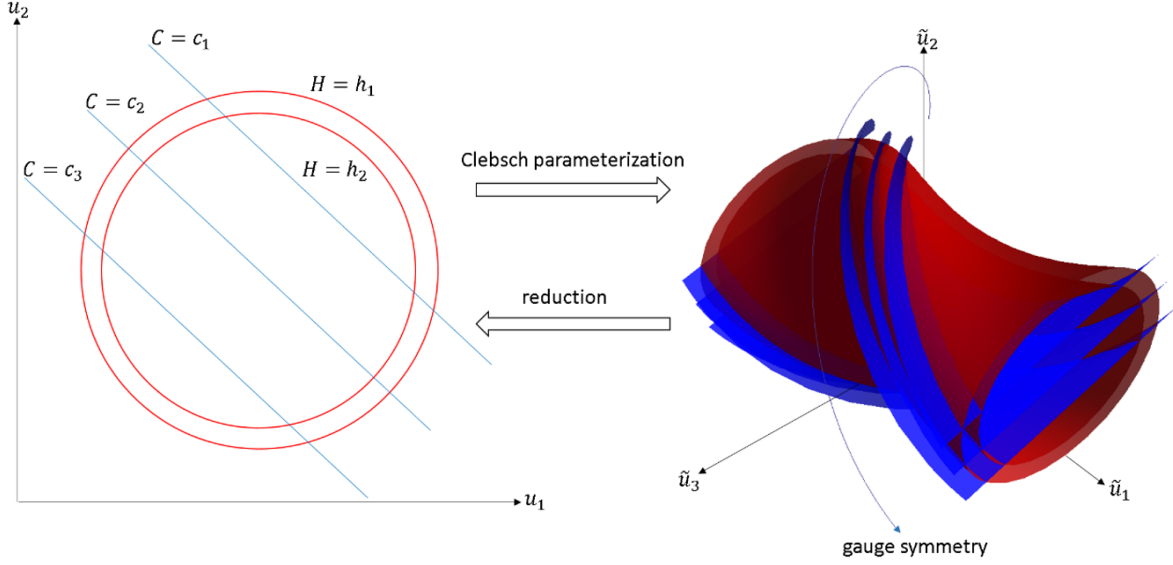 u₂
C = c₁
H = h₁
C = c₂
H = h₂
C = c₃
u₁
Clebsch parameterization
reduction
ũ₂
ũ₃
ũ₁
gauge symmetry